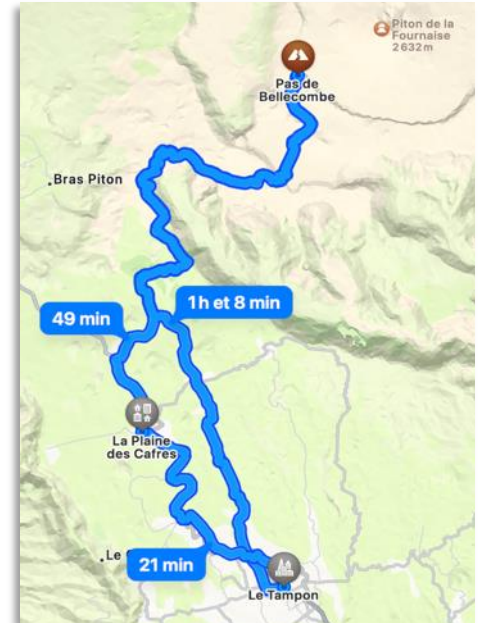 Piton de la
Fournaise
2 632 m
Pas de
Bellecombe
Bras Piton
1 h et 8 min
49 min
La Plaine
des Cafres
.Le
21 min
Le Tampon